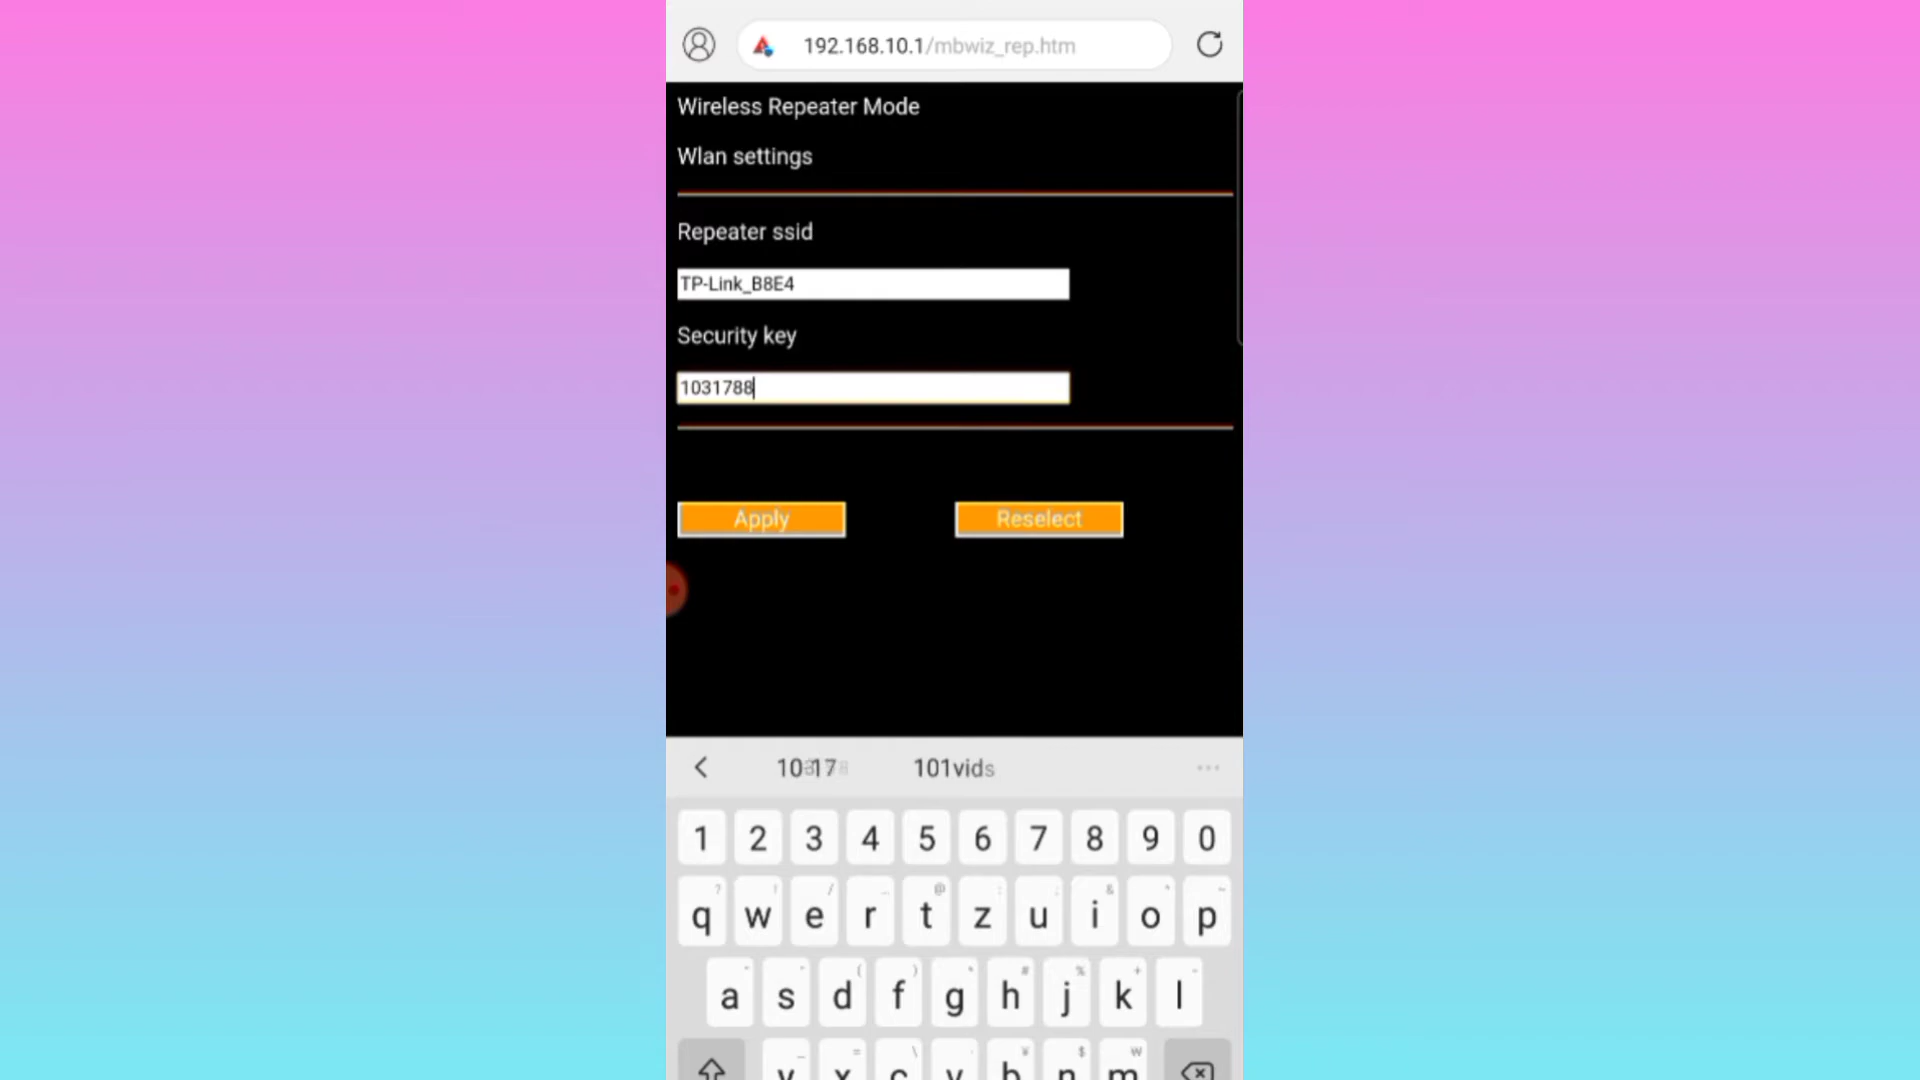 192.168.10.1/mbwiz_rep.htm
Wireless Repeater Mode
Wlan settings
Repeater ssid
TP-Link_B8E4
Security key
1031788
Apply
Reselect
101vids
1 2 3 4 5 6 7 8 9 0
q w e r t z u i o p
a s d f g h j k l
y x c v b n m